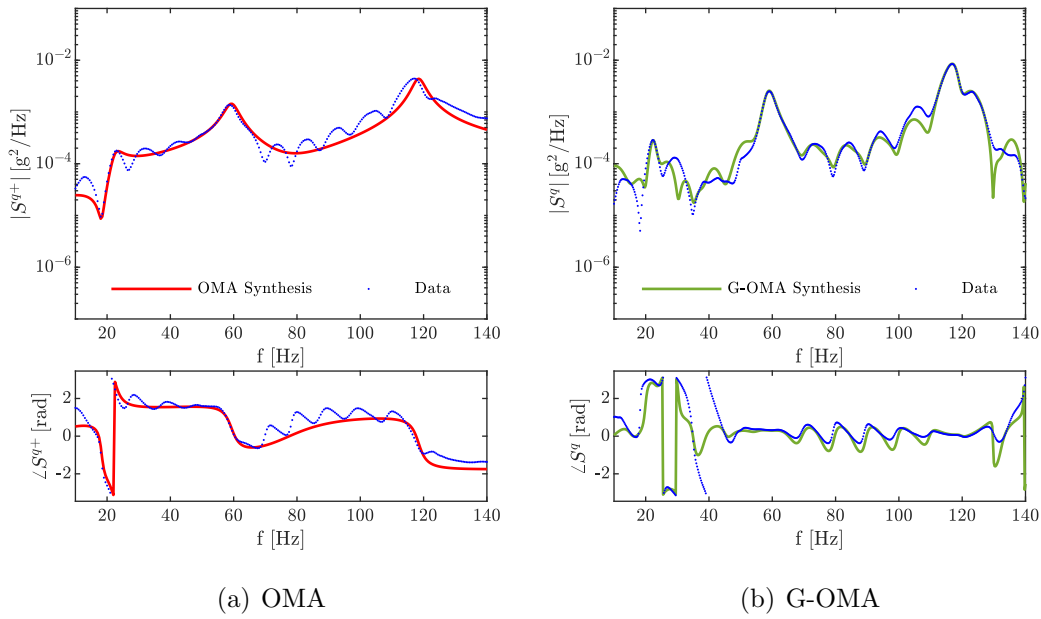 10^-2
10^-4
10^-6
|S^{q+}| [g^2/Hz]
OMA Synthesis
Data
20 40 60 80 100 120 140
f [Hz]
2
0
-2
∠S^{q+} [rad]
20 40 60 80 100 120 140
f [Hz]
(a) OMA
10^-2
10^-4
10^-6
|S^q| [g^2/Hz]
G-OMA Synthesis
Data
20 40 60 80 100 120 140
f [Hz]
2
0
-2
∠S^q [rad]
20 40 60 80 100 120 140
f [Hz]
(b) G-OMA